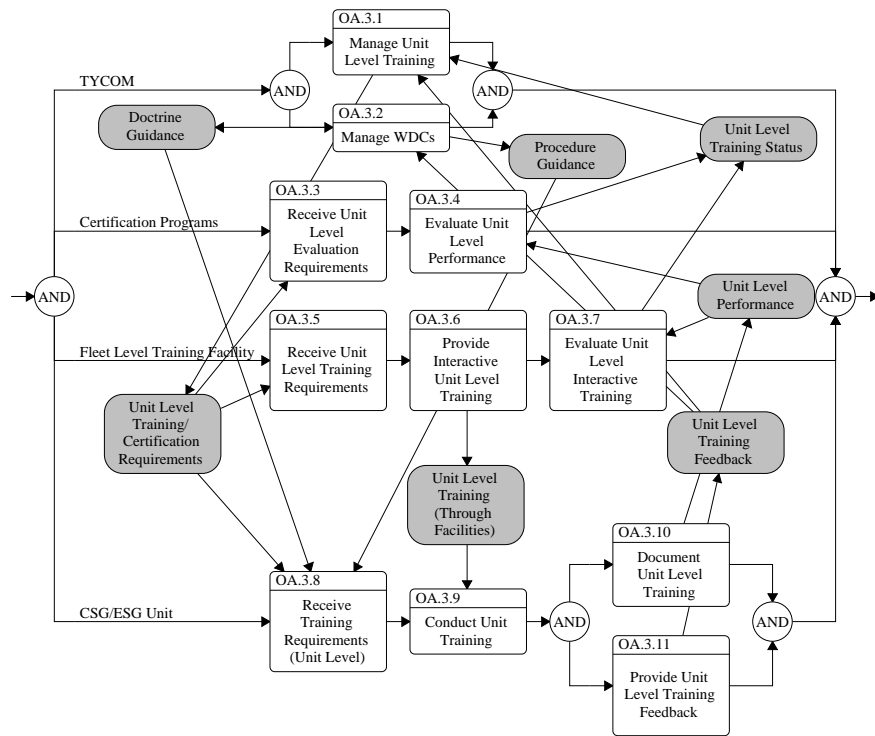 OA.3.1
Manage Unit
Level Training
TYCOM
AND
AND
OA.3.2
Manage WDCs
Doctrine
Guidance
Procedure
Guidance
Unit Level
Training Status
OA.3.3
Receive Unit
Level
Evaluation
Requirements
OA.3.4
Evaluate Unit
Level
Performance
Certification Programs
AND
Unit Level
Performance
AND
OA.3.5
Receive Unit
Level Training
Requirements
OA.3.6
Provide
Interactive
Unit Level
Training
OA.3.7
Evaluate Unit
Level
Interactive
Training
Fleet Level Training Facility
Unit Level
Training/
Certification
Requirements
Unit Level
Training
Feedback
Unit Level
Training
(Through
Facilities)
OA.3.8
Receive
Training
Requirements
(Unit Level)
OA.3.9
Conduct Unit
Training
CSG/ESG Unit
AND
OA.3.10
Document
Unit Level
Training
AND
OA.3.11
Provide Unit
Level Training
Feedback